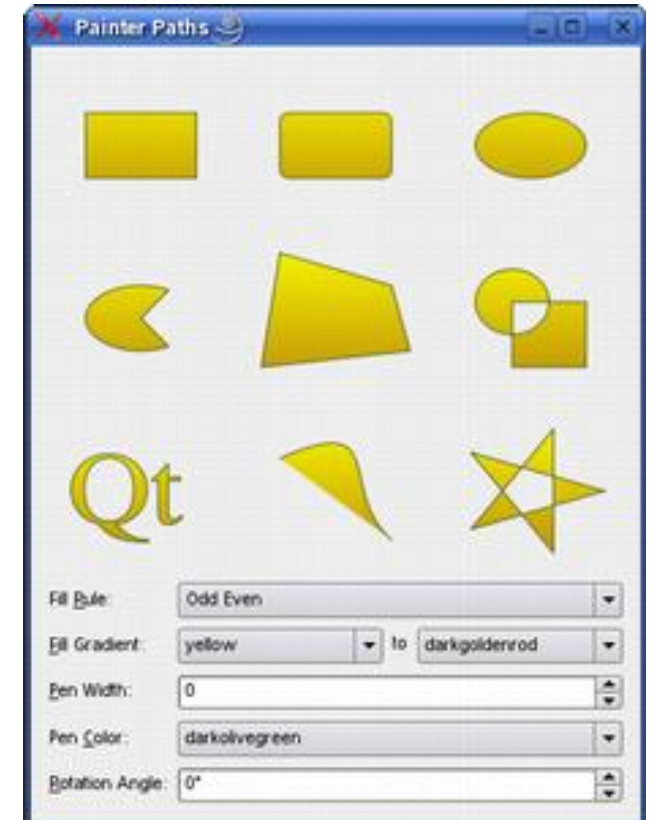 Painter Paths
Qt
Fill Rule: Odd Even
Fill Gradient: yellow to darkgoldenrod
Pen Width: 0
Pen Color: darkolivegreen
Rotation Angle: 0°